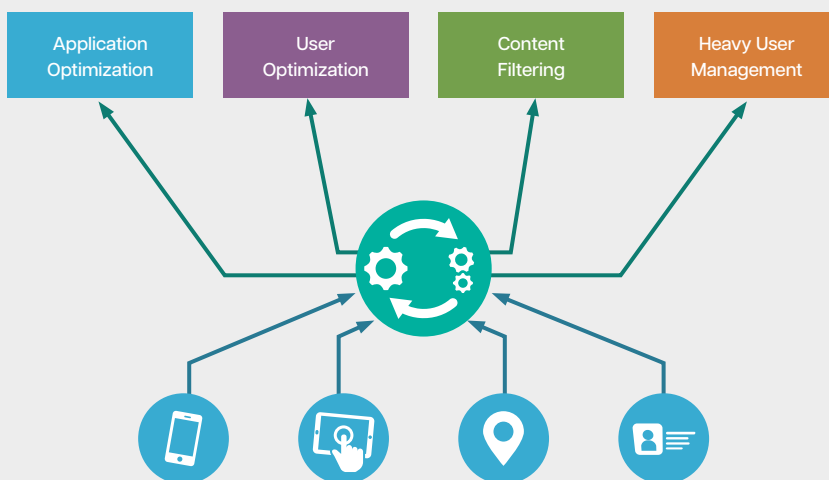 Application
Optimization
User
Optimization
Content
Filtering
Heavy User
Management